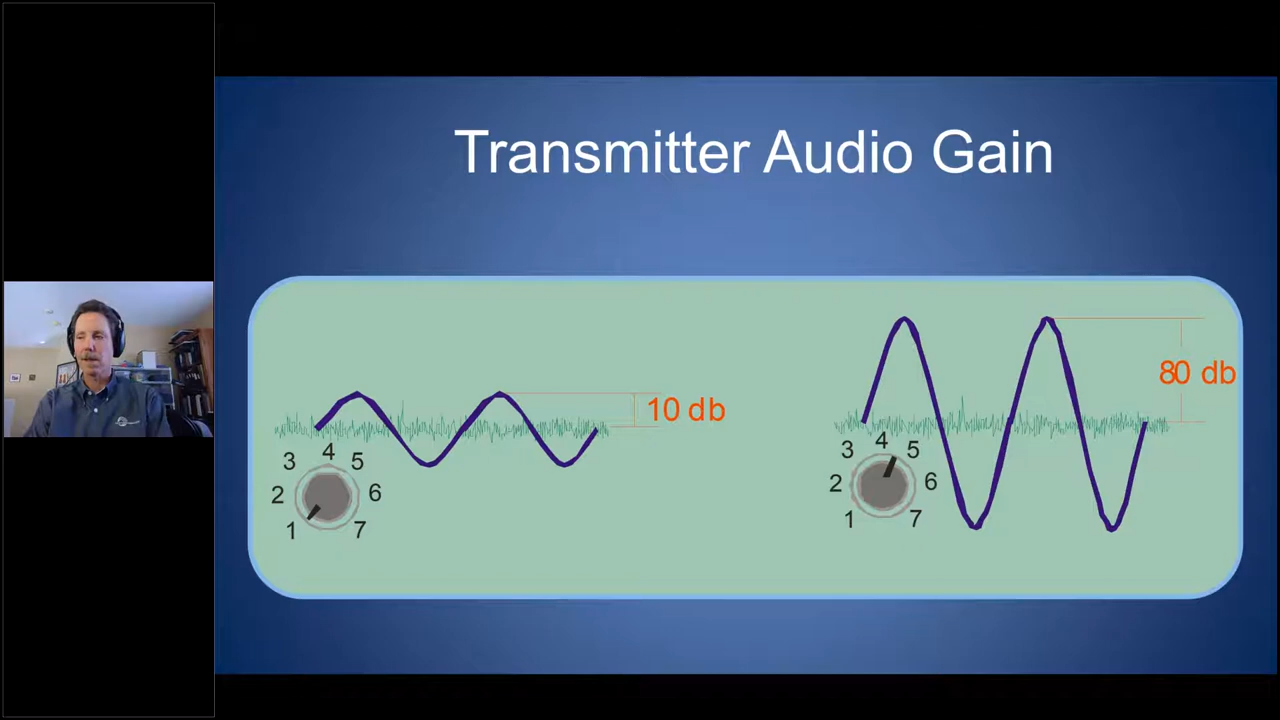 Transmitter Audio Gain
10 db
1 2 3 4 5 6 7
80 db
1 2 3 4 5 6 7